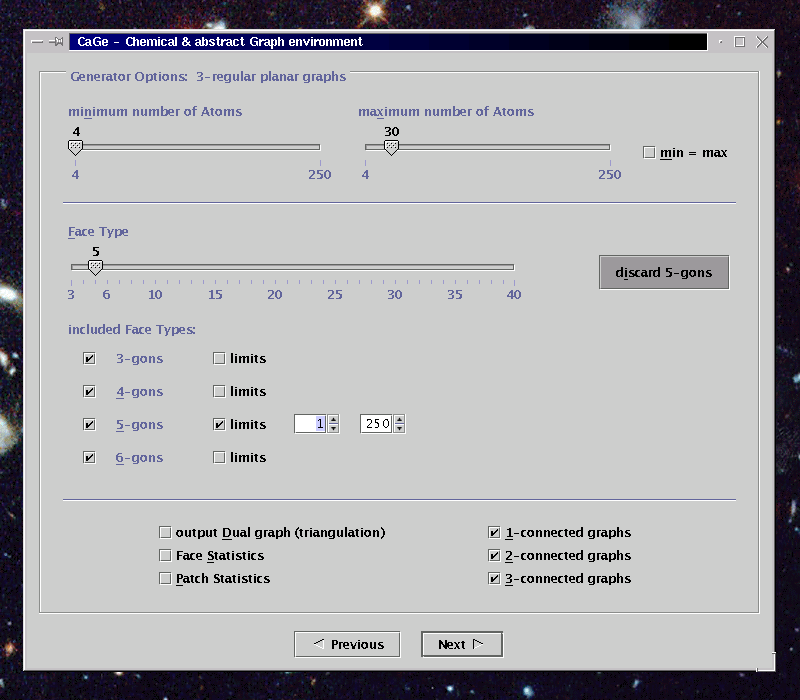 CaGe - Chemical & abstract Graph environment
Generator Options: 3-regular planar graphs
minimum number of Atoms maximum number of Atoms
4 30
min = max
4 250 4 250
Face Type
5
discard 5-gons
3 6 10 15 20 25 30 35 40
included Face Types:
3-gons limits
4-gons limits
5-gons limits 1 250
6-gons limits
output Dual graph (triangulation) 1-connected graphs
Face Statistics 2-connected graphs
Patch Statistics 3-connected graphs
Previous Next